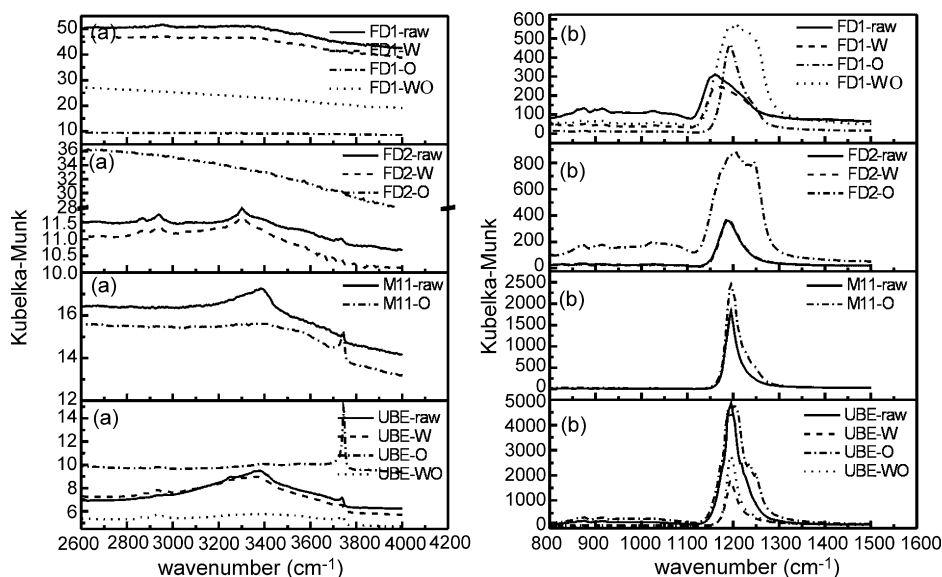 (a)
FD1-raw
FD1-W
FD1-O
FD1-WO
50
40
30
20
10
(a)
FD2-raw
FD2-W
FD2-O
36
34
32
30
28
11.5
11.0
10.5
10.0
(a)
M11-raw
M11-O
16
14
12
(a)
UBE-raw
UBE-W
UBE-O
UBE-WO
14
12
10
8
6
2600 2800 3000 3200 3400 3600 3800 4000 4200
wavenumber (cm-1)
Kubelka-Munk
(b)
FD1-raw
FD1-W
FD1-O
FD1-WO
600
500
400
300
200
100
0
(b)
FD2-raw
FD2-W
FD2-O
800
600
400
200
0
(b)
M11-raw
M11-O
2500
2000
1500
1000
500
0
(b)
UBE-raw
UBE-W
UBE-O
UBE-WO
5000
4000
3000
2000
1000
0
800 900 1000 1100 1200 1300 1400 1500 1600
wavenumber (cm-1)
Kubelka-Munk